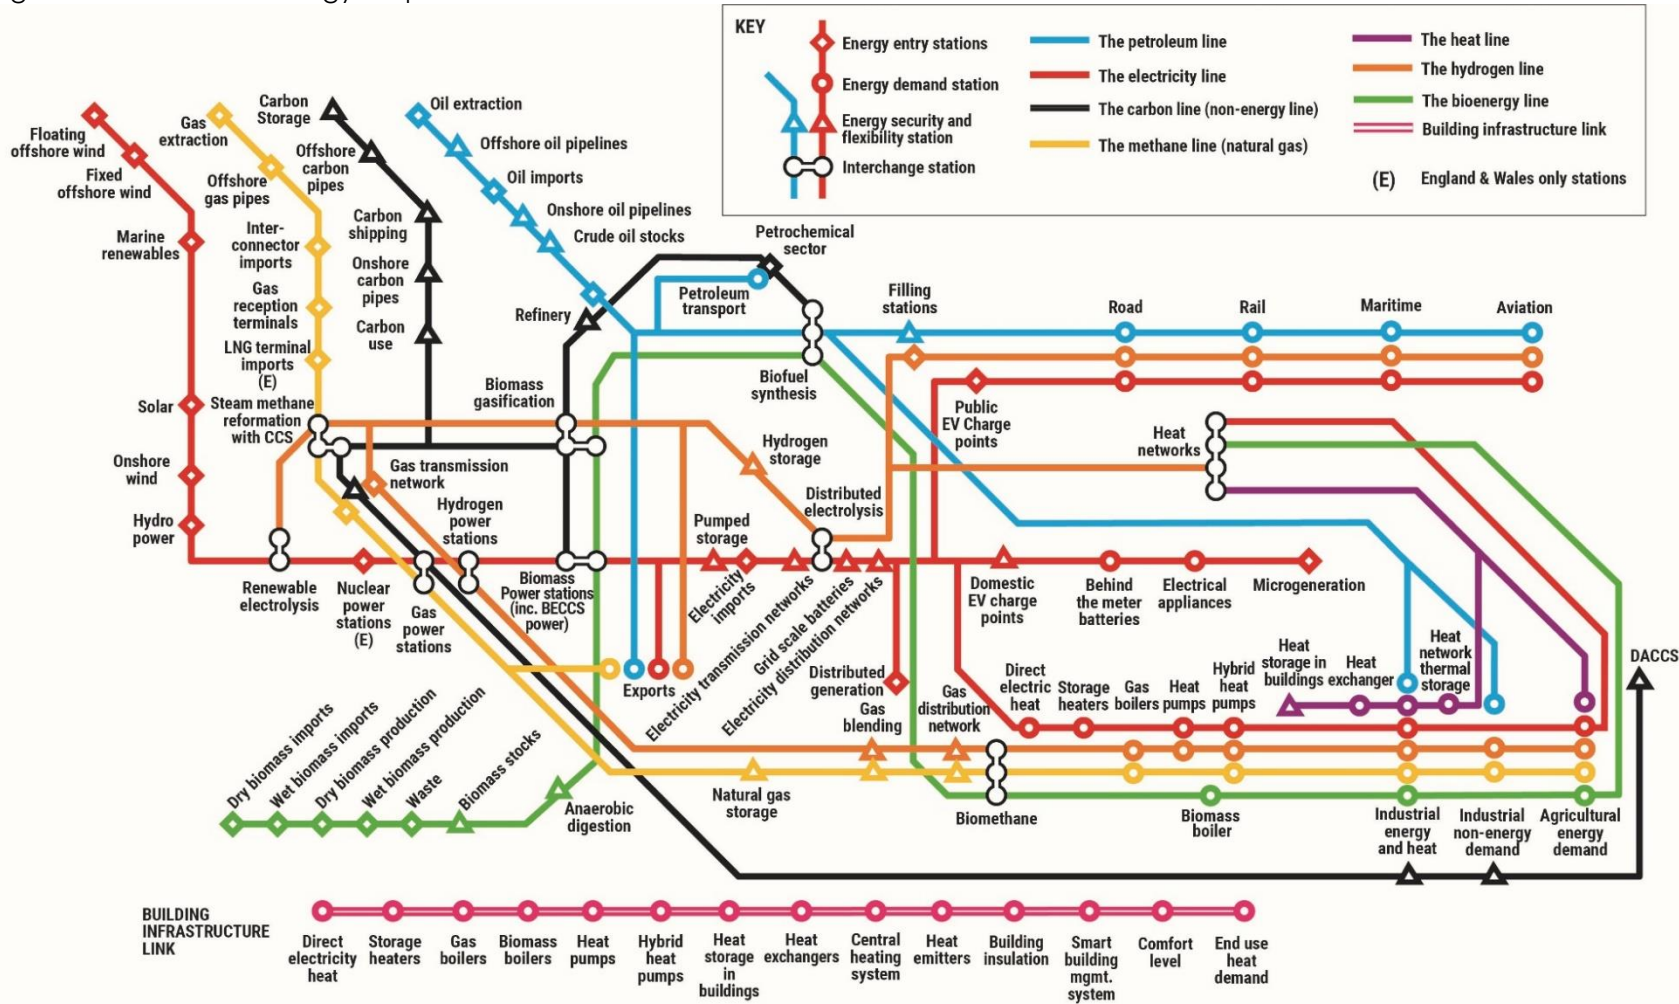 KEY
Energy entry stations
Energy demand station
Energy security and
flexibility station
Interchange station
The petroleum line
The electricity line
The carbon line (non-energy line)
The methane line (natural gas)
The heat line
The hydrogen line
The bioenergy line
Building infrastructure link
(E)
England & Wales only stations
Floating
offshore wind
Fixed
offshore wind
Marine
renewables
Solar
Onshore
wind
Hydro
power
Gas
extraction
Offshore
gas pipes
Inter-
connector
imports
Gas
reception
terminals
LNG terminal
imports
(E)
Steam methane
reformation
with CCS
Carbon
Storage
Offshore
carbon
pipes
Carbon
shipping
Onshore
carbon
pipes
Carbon
use
Oil extraction
Offshore oil pipelines
Oil imports
Onshore oil pipelines
Crude oil stocks
Refinery
Petrochemical
sector
Petroleum
transport
Biofuel
synthesis
Biomass
gasification
Filling
stations
Road
Rail
Maritime
Aviation
Public
EV Charge
points
Heat
networks
Gas transmission
network
Hydrogen
power
stations
Hydrogen
storage
Distributed
electrolysis
Pumped
storage
Renewable
electrolysis
Nuclear
power
stations
(E)
Gas
power
stations
Biomass
Power stations
(inc. BECCS
power)
Electricity
imports
Electricity transmission networks
Grid scale batteries
Electricity distribution networks
Exports
Domestic
EV charge
points
Behind
the meter
batteries
Electrical
appliances
Microgeneration
Distributed
generation
Gas
blending
Gas
distribution
network
Direct
electric
heat
Storage
heaters
Gas
boilers
Heat
pumps
Hybrid
heat
pumps
Heat
storage in
buildings
Heat
exchanger
Heat
network
thermal
storage
DACCS
Dry biomass imports
Wet biomass imports
Dry biomass production
Wet biomass production
Waste
Biomass stocks
Anaerobic
digestion
Natural gas
storage
Biomethane
Biomass
boiler
Industrial
energy
and heat
Industrial
non-energy
demand
Agricultural
energy
demand
BUILDING
INFRASTRUCTURE
LINK
Direct
electricity
heat
Storage
heaters
Gas
boilers
Biomass
boilers
Heat
pumps
Hybrid
heat
pumps
Heat
storage
in
buildings
Heat
exchangers
Central
heating
system
Heat
emitters
Building
insulation
Smart
building
mgmt.
system
Comfort
level
End use
heat
demand